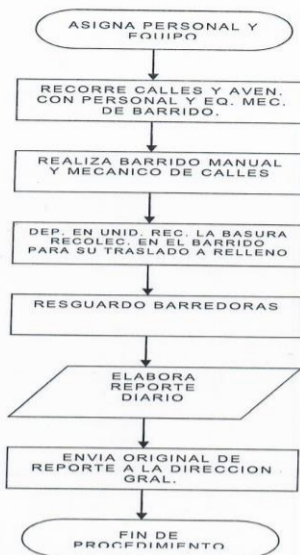 ASIGNA PERSONAL Y
EQUIPO
RECORRE CALLES Y AVEN.
CON PERSONAL Y EQ. MEC.
DE BARRIDO.
REALIZA BARRIDO MANUAL
Y MECANICO DE CALLES
DEP. EN UNID. REC. LA BASURA
RECOLEC. EN EL BARRIDO
PARA SU TRASLADO A RELLENO
RESGUARDO BARREDORAS
ELABORA
REPORTE
DIARIO
ENVIA ORIGINAL DE
REPORTE A LA DIRECCION
GRAL.
FIN DE
PROCEDIMIENTO